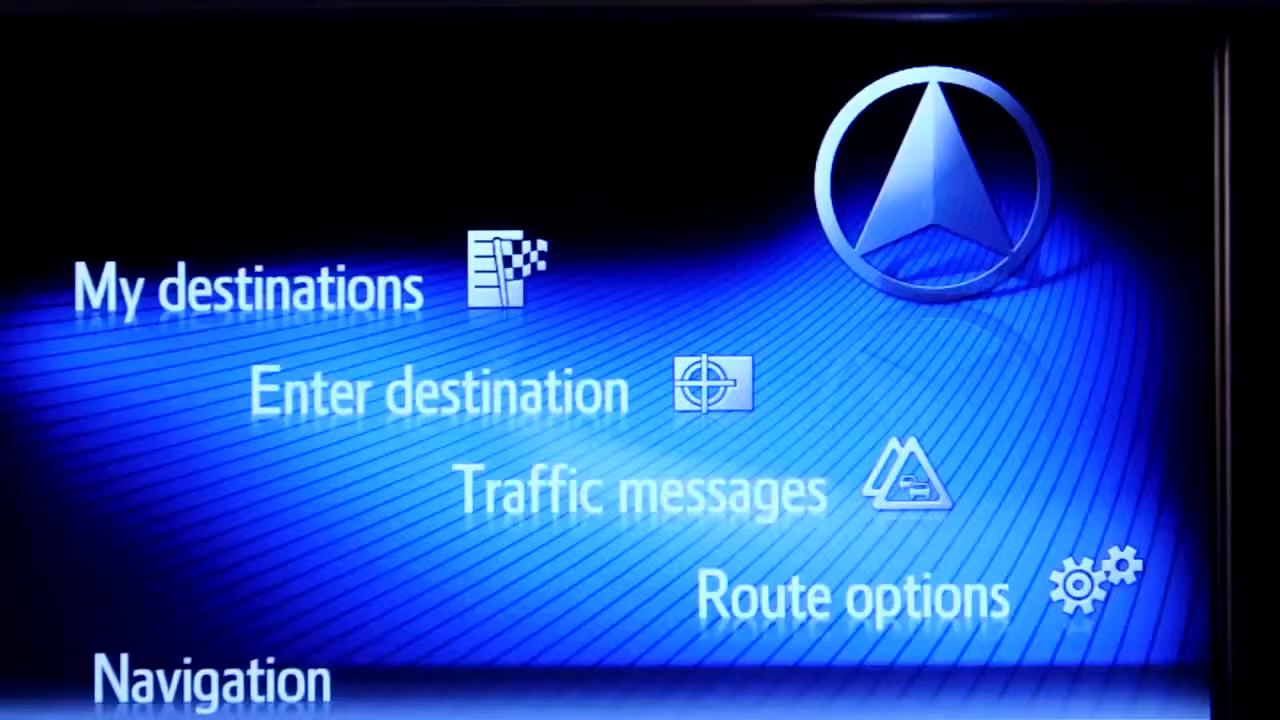 My destinations
Enter destination
Traffic messages
Route options
Navigation